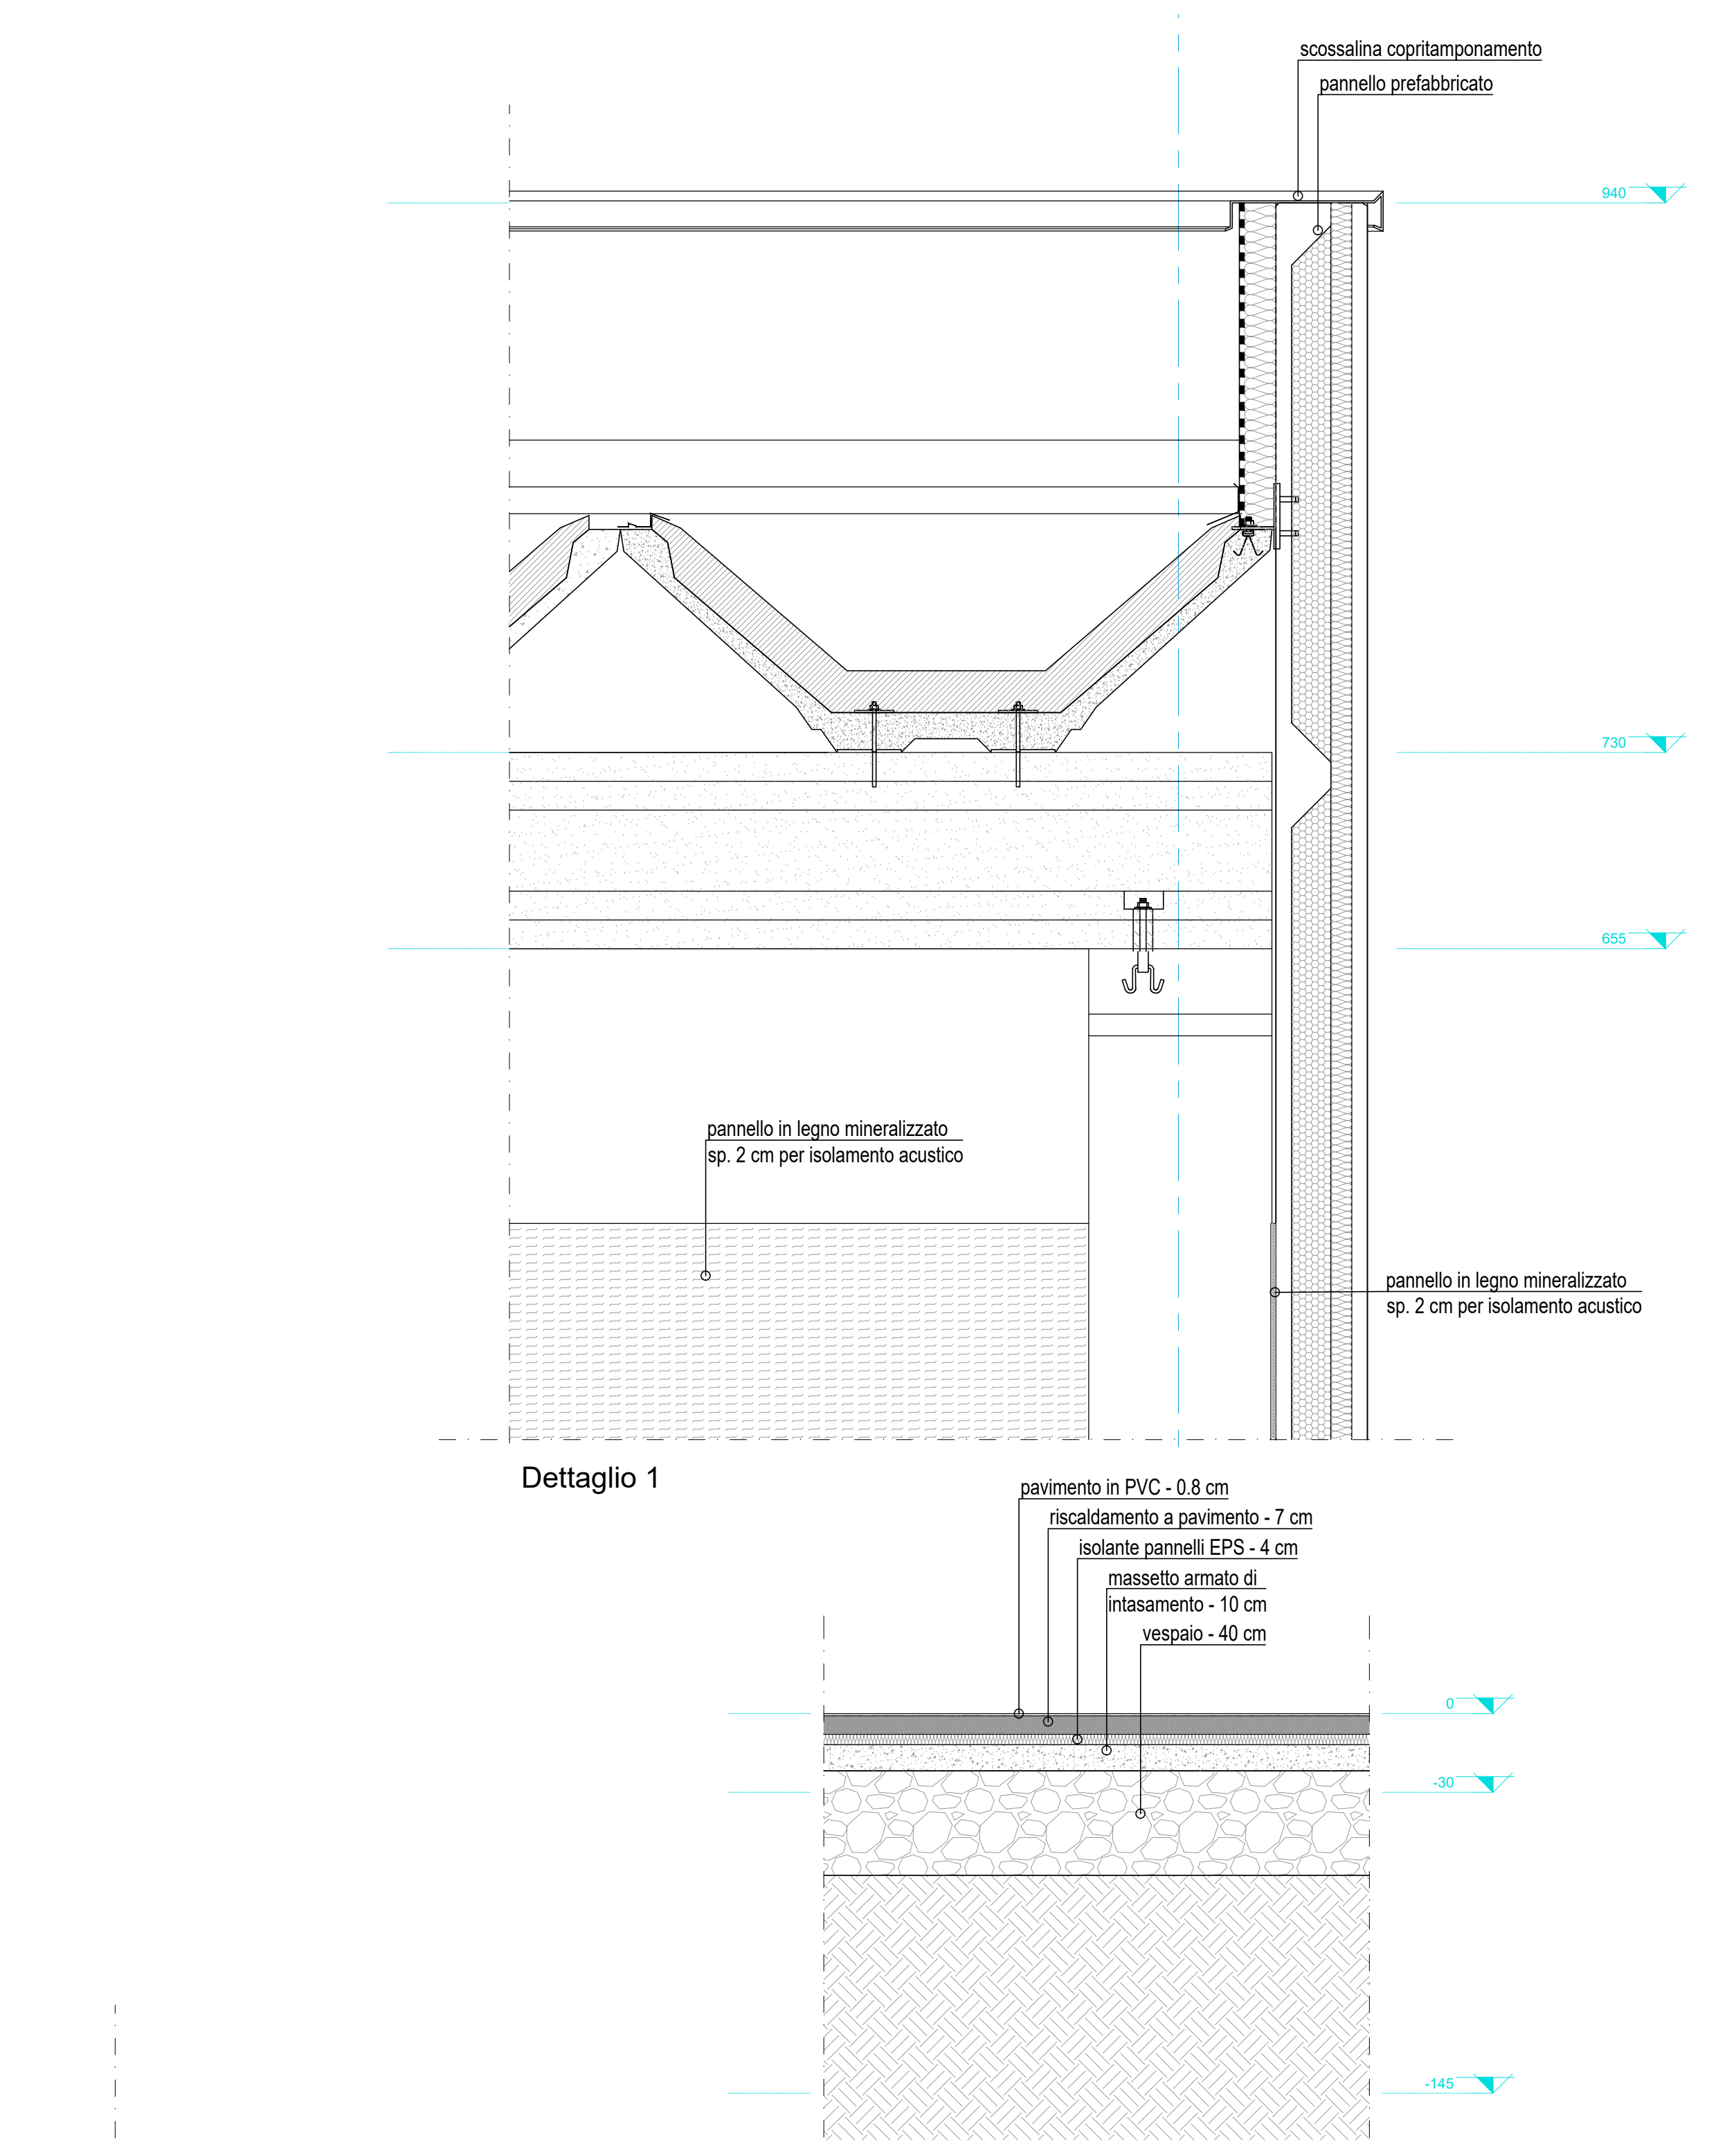 scossalina copritamponamento
pannello prefabbricato
940
730
655
pannello in legno mineralizzato
sp. 2 cm per isolamento acustico
pannello in legno mineralizzato
sp. 2 cm per isolamento acustico
Dettaglio 1
pavimento in PVC - 0.8 cm
riscaldamento a pavimento - 7 cm
isolante pannelli EPS - 4 cm
massetto armato di
intasamento - 10 cm
vespaio - 40 cm
0
-30
-145